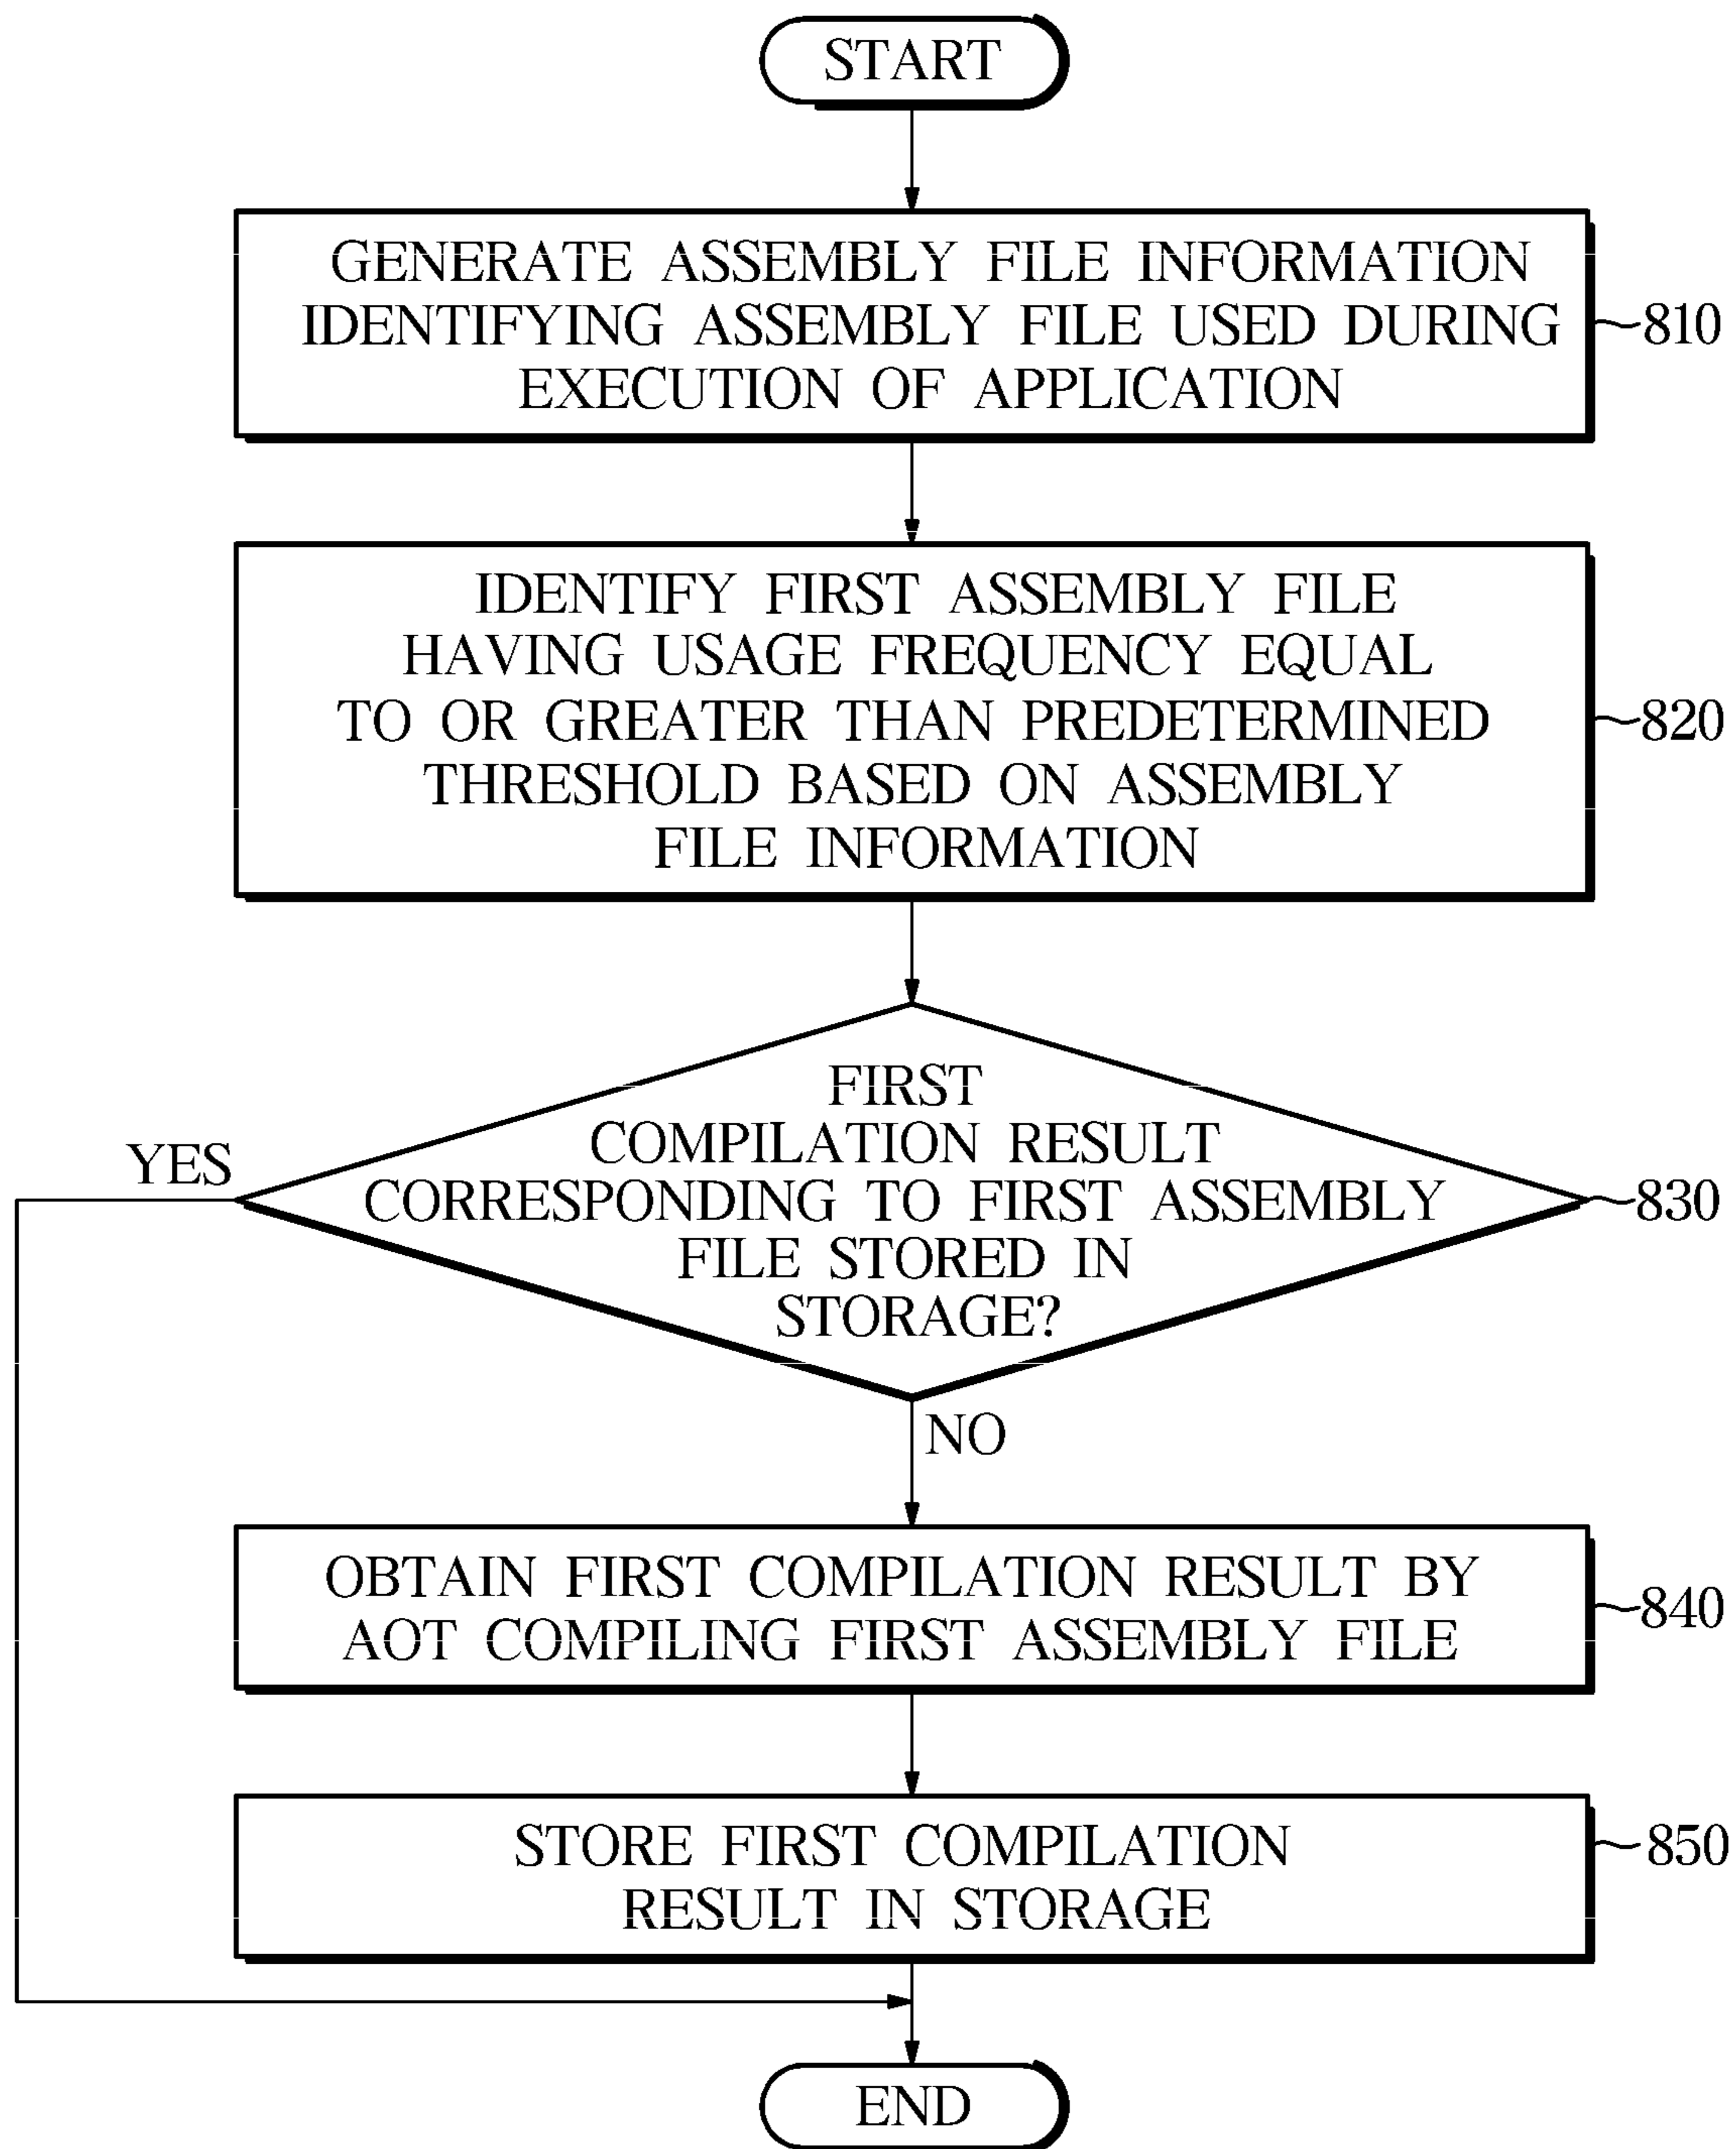 START
GENERATE ASSEMBLY FILE INFORMATION
IDENTIFYING ASSEMBLY FILE USED DURING
EXECUTION OF APPLICATION
810
IDENTIFY FIRST ASSEMBLY FILE
HAVING USAGE FREQUENCY EQUAL
TO OR GREATER THAN PREDETERMINED
THRESHOLD BASED ON ASSEMBLY
FILE INFORMATION
820
FIRST
COMPILATION RESULT
CORRESPONDING TO FIRST ASSEMBLY
FILE STORED IN
STORAGE?
830
YES
NO
OBTAIN FIRST COMPILATION RESULT BY
AOT COMPILING FIRST ASSEMBLY FILE
840
STORE FIRST COMPILATION
RESULT IN STORAGE
850
END